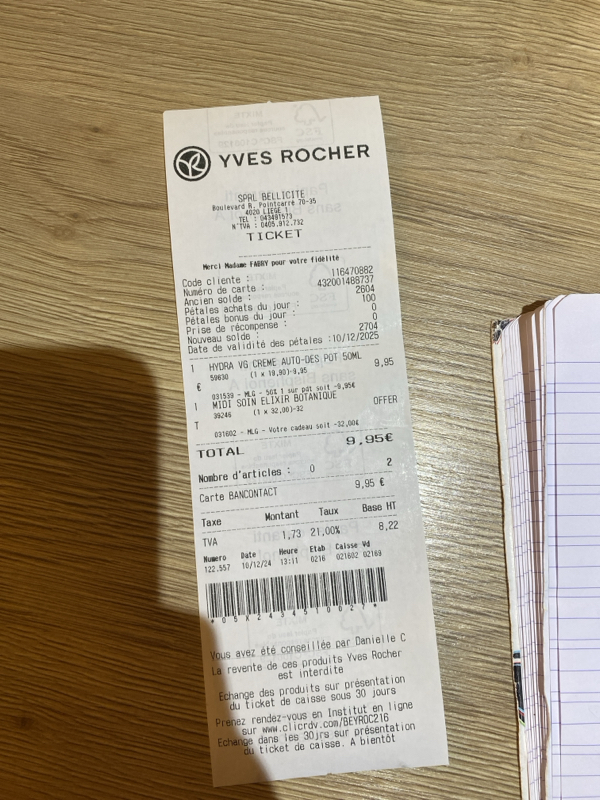 YVES ROCHER
SPRL BELLICITE
Boulevard R. Pointcarré 70-35
4020 LIEGE 1
TEL : 043481573
N°TVA : 0405.912.732
TICKET
Merci Madame FABRY pour votre fidélité
Code cliente : 116470882
Numéro de carte : 432001488737
Ancien solde : 2604
Pétales achats du jour : 100
Pétales bonus du jour : 0
Prise de récompense : 0
Nouveau solde : 2704
Date de validité des pétales :10/12/2025
1 HYDRA VG CREME AUTO-DES POT 50ML 9,95
59630 (1 x 19,90)-9,95
€
031539 - MLG - 50% 1 sur pdt soit -9,95€
1 MIDI SOIN ELIXIR BOTANIQUE OFFER
39246 (1 x 32,00)-32
T
031602 - MLG - Votre cadeau soit -32,00€
TOTAL 9,95€
Nombre d'articles : 0 2
Carte BANCONTACT 9,95 €
Taxe Montant Taux Base HT
TVA 1,73 21,00% 8,22
Numero Date Heure Etab Caisse Vd
122.557 10/12/24 13:11 0216 021602 02169
Vous avez été conseillée par Danielle C
La revente de ces produits Yves Rocher
est interdite
Echange des produits sur présentation
du ticket de caisse sous 30 jours
Prenez rendez-vous en Institut en ligne
sur www.clicrdv.com/BEYROC216
Echange dans les 30jrs sur présentation
du ticket de caisse. A bientôt